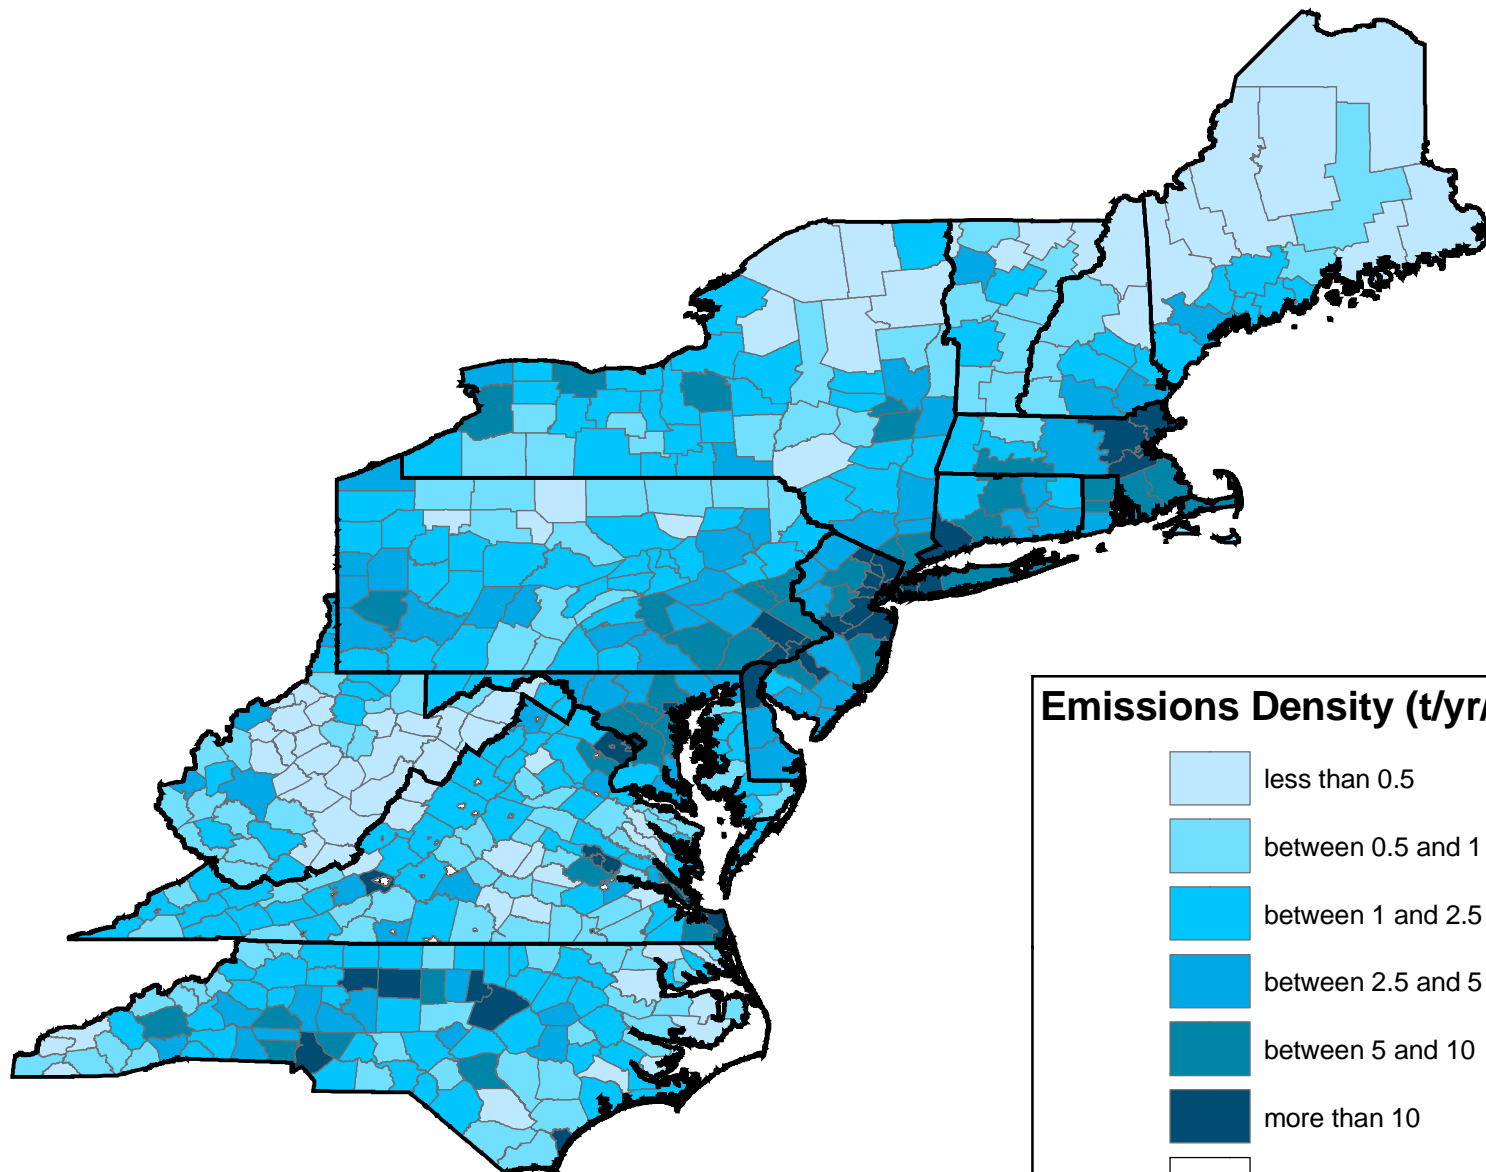 Emissions Density (t/yr/
less than 0.5
between 0.5 and 1
between 1 and 2.5
between 2.5 and 5
between 5 and 10
more than 10